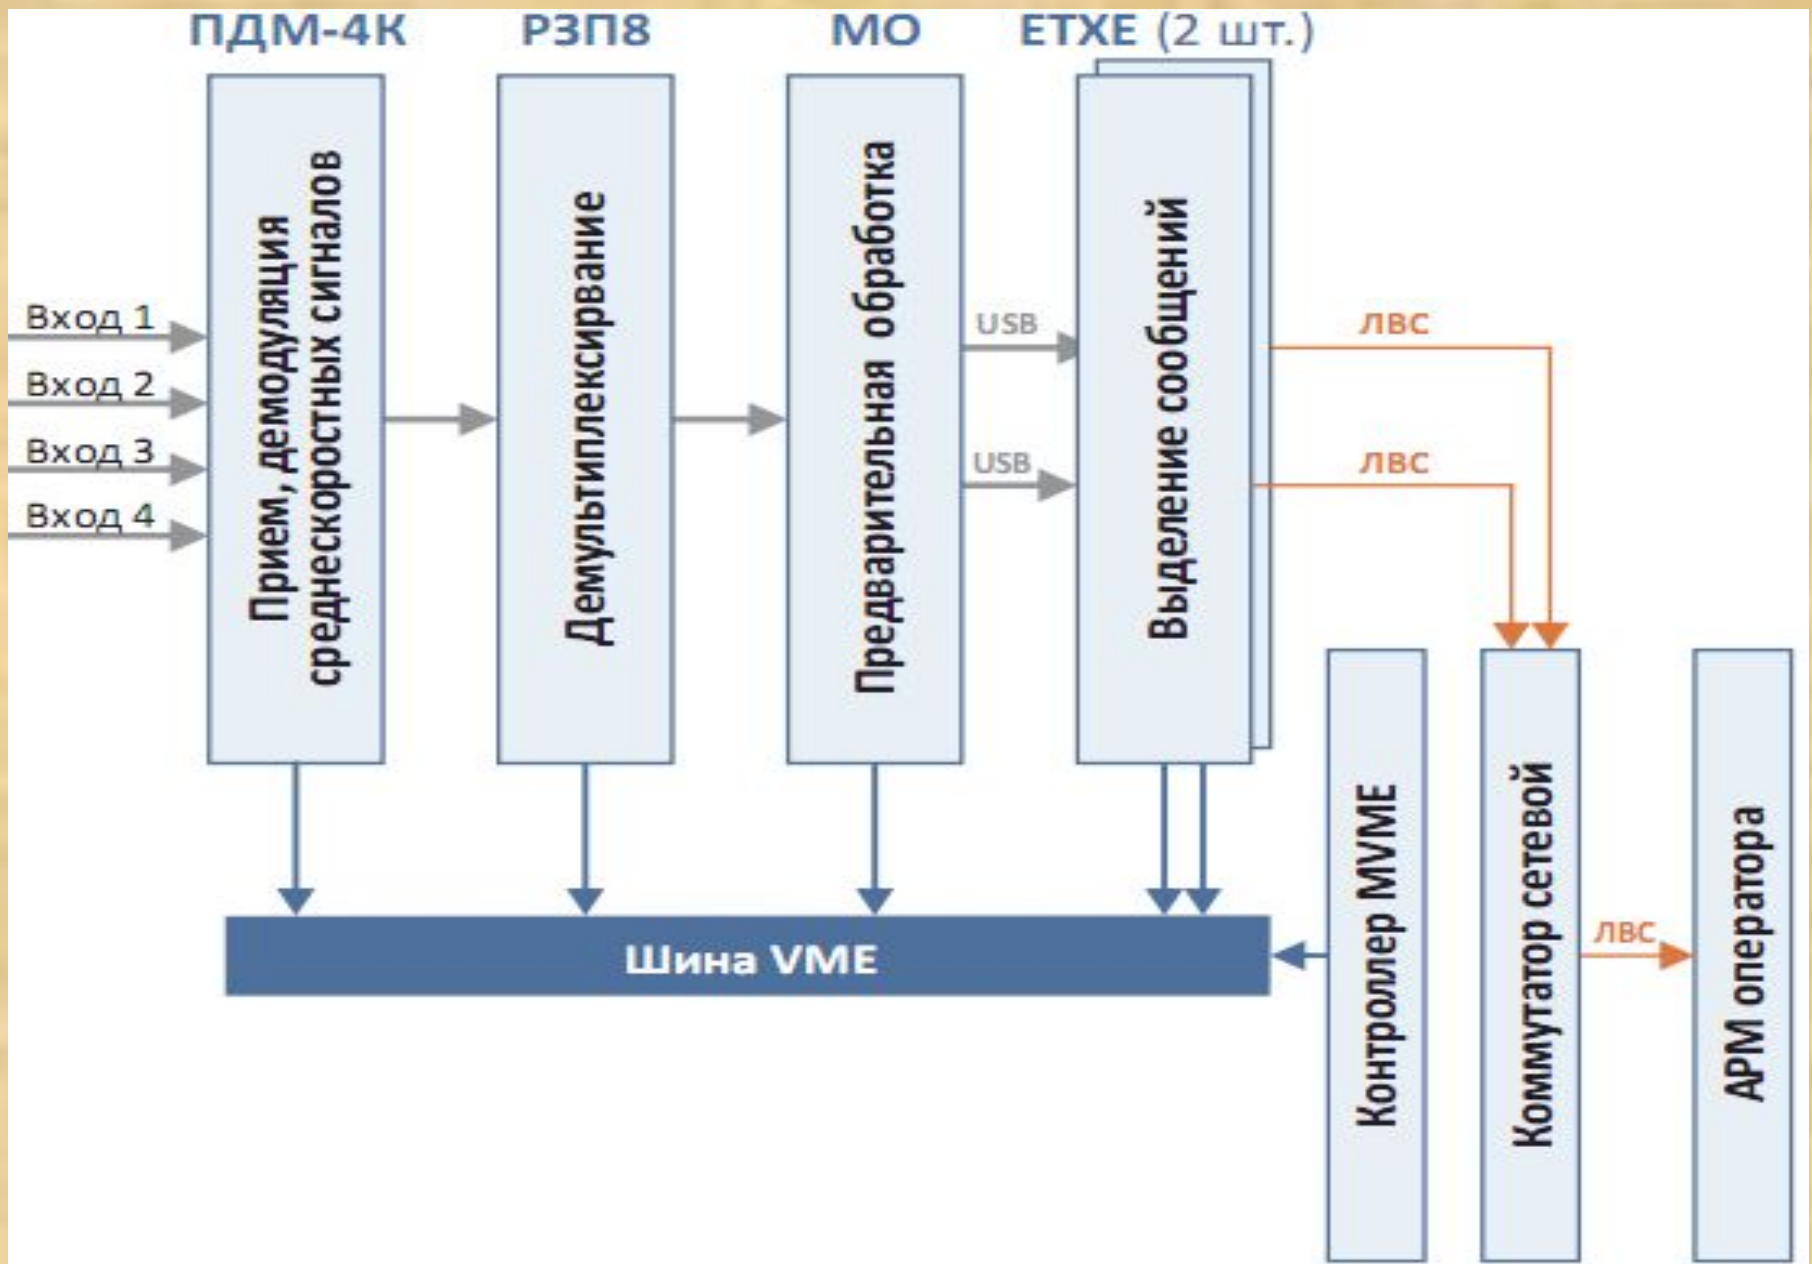 ПДМ-4К
РЗП8
МО
ETXE (2 шт.)
Вход 1
Вход 2
Вход 3
Вход 4
Прием, демодуляция
среднескоростных сигналов
Демультиплексирвание
Предварительная обработка
USB
USB
Выделение сообщений
ЛВС
ЛВС
Шина VME
Контроллер MVME
Коммутатор сетевой
ЛВС
АРМ оператора